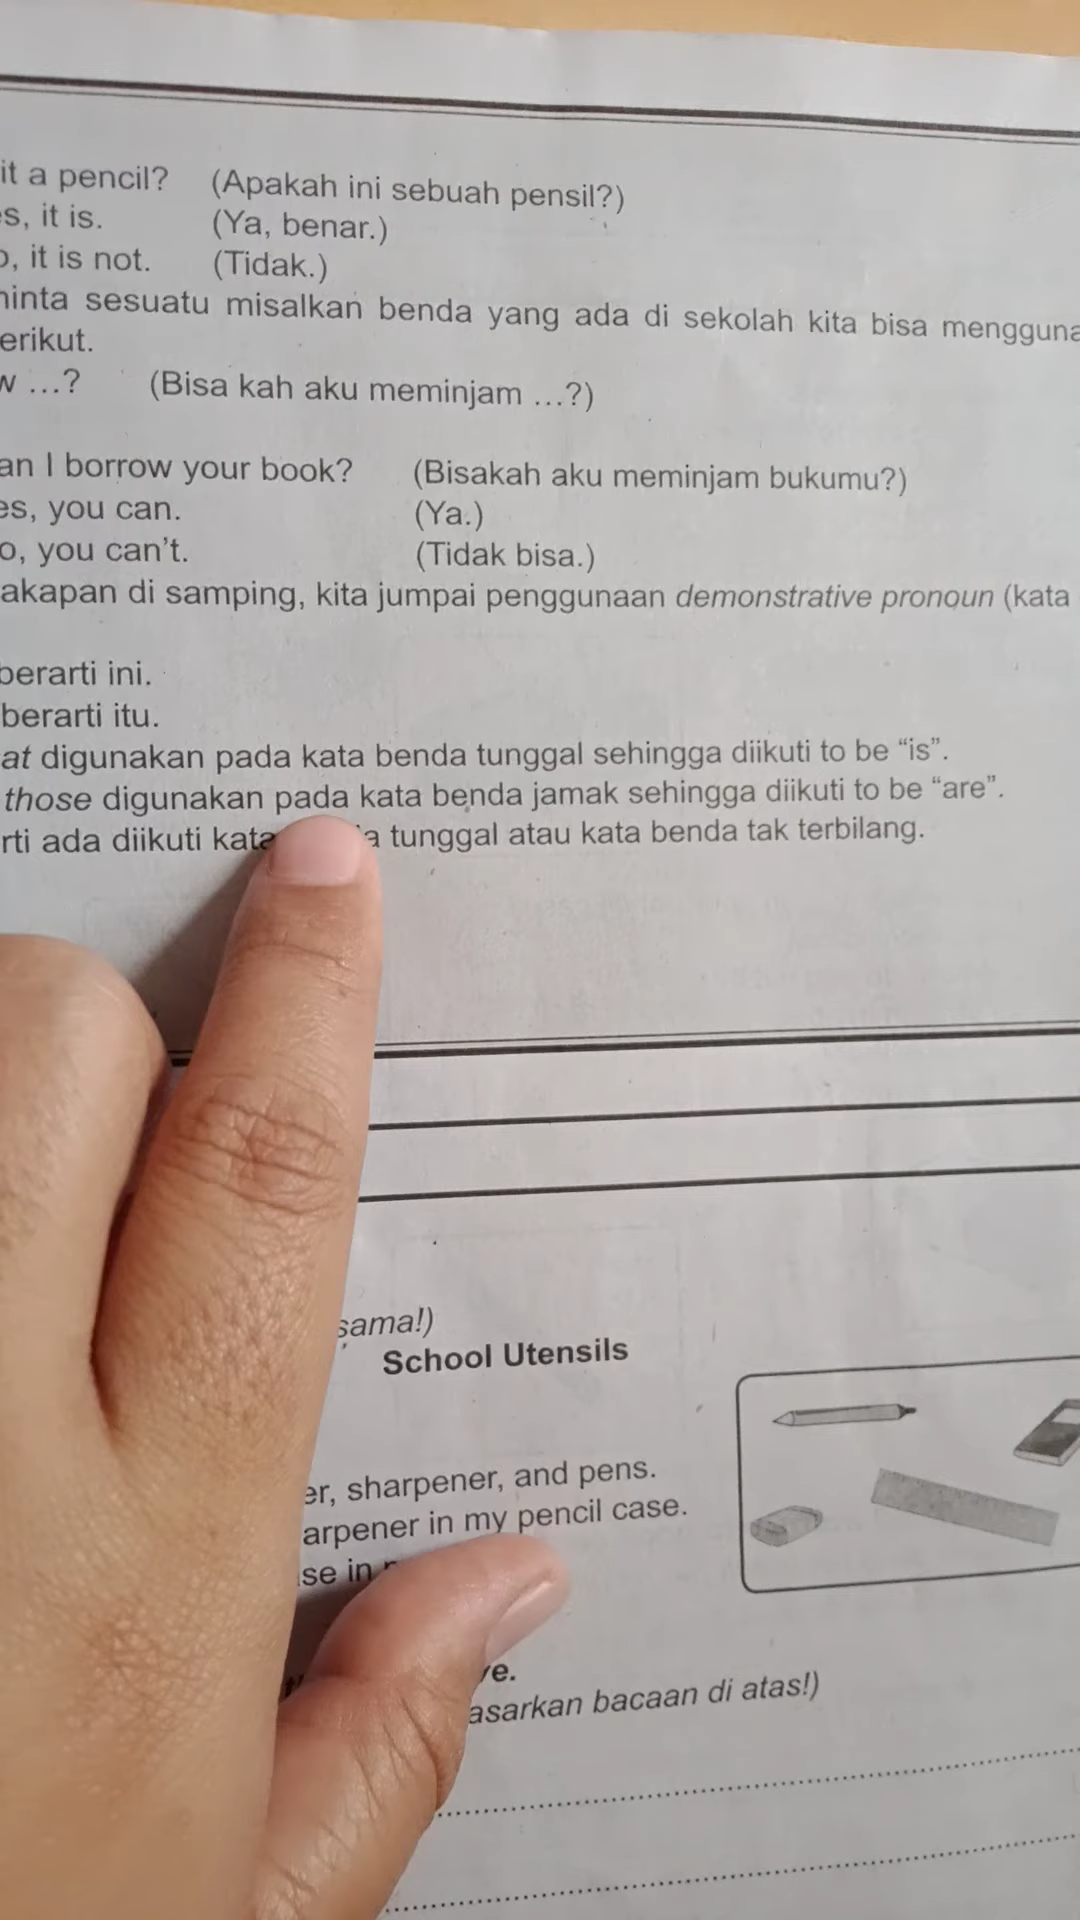 it a pencil? (Apakah ini sebuah pensil?)
s, it is. (Ya, benar.)
, it is not. (Tidak.)
inta sesuatu misalkan benda yang ada di sekolah kita bisa mengguna
erikut.
w ...? (Bisa kah aku meminjam ...?)
an I borrow your book? (Bisakah aku meminjam bukumu?)
es, you can. (Ya.)
o, you can't. (Tidak bisa.)
akapan di samping, kita jumpai penggunaan demonstrative pronoun (kata
berarti ini.
berarti itu.
at digunakan pada kata benda tunggal sehingga diikuti to be “is”.
those digunakan pada kata benda jamak sehingga diikuti to be “are”.
rti ada diikuti kata a tunggal atau kata benda tak terbilang.
sama!)
School Utensils
er, sharpener, and pens.
arpener in my pencil case.
se in
e.
asarkan bacaan di atas!)